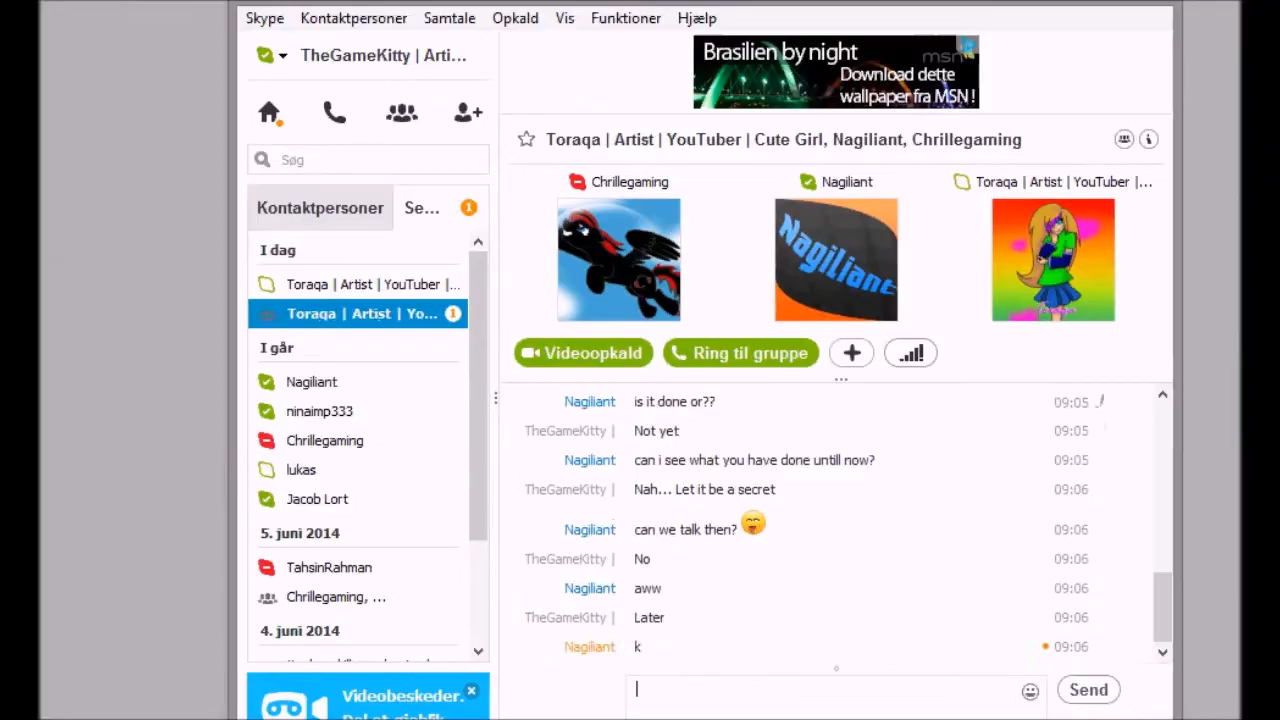 Skype Kontaktpersoner Samtale Opkald Vis Funktioner Hjælp
TheGameKitty | Arti...
Søg
Kontaktpersoner Se... 1
I dag
Toraqa | Artist | YouTuber |...
Toraqa | Artist | Yo... 1
I går
Nagiliant
ninaimp333
Chrillegaming
lukas
Jacob Lort
5. juni 2014
TahsinRahman
Chrillegaming, ...
4. juni 2014
Videobeskeder.
Brasilien by night
msn
Download dette
wallpaper fra MSN !
Toraqa | Artist | YouTuber | Cute Girl, Nagiliant, Chrillegaming
Chrillegaming Nagiliant Toraqa | Artist | YouTuber |...
Nagiliant
Videoopkald Ring til gruppe
Nagiliant is it done or?? 09:05
TheGameKitty | Not yet 09:05
Nagiliant can i see what you have done untill now? 09:05
TheGameKitty | Nah... Let it be a secret 09:06
Nagiliant can we talk then? 09:06
TheGameKitty | No 09:06
Nagiliant aww 09:06
TheGameKitty | Later 09:06
Nagiliant k 09:06
Send